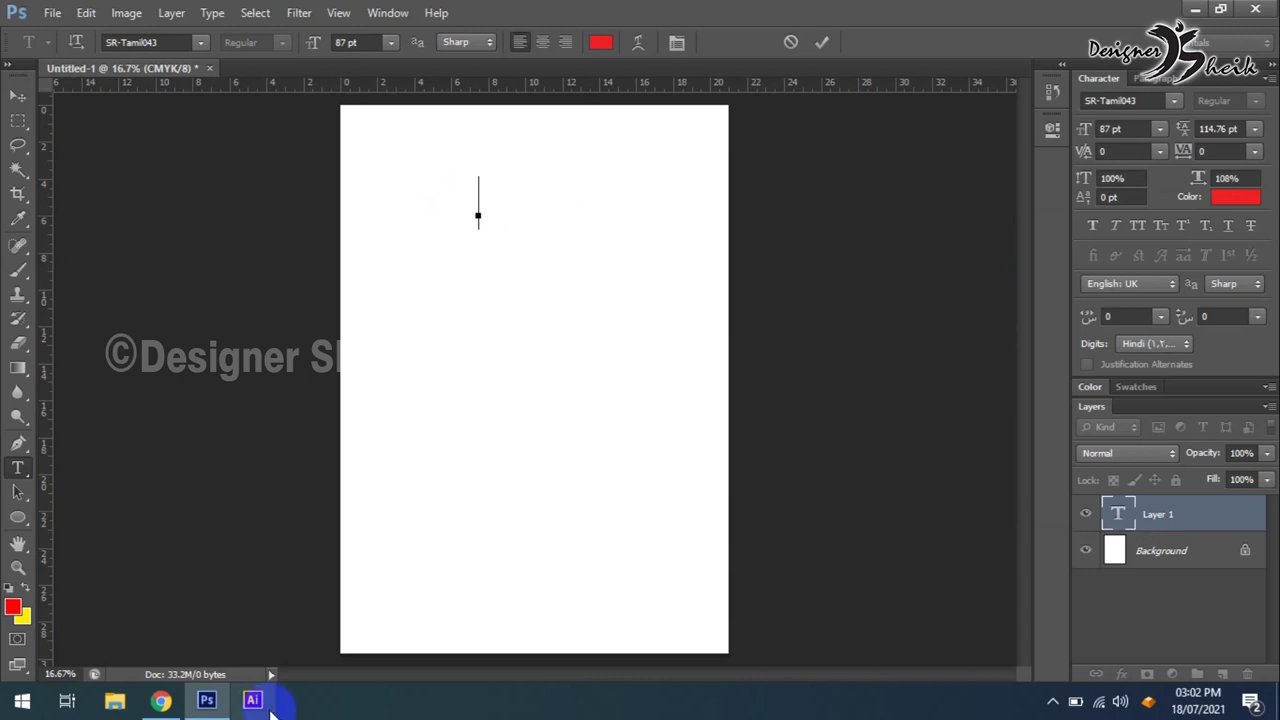 Ps File Edit Image Layer Type Select Filter View Window Help
T SR-Tamil043 Regular 87 pt aa Sharp
Designer Sheik
Untitled-1 @ 16.7% (CMYK/8) * ×
Character
SR-Tamil043 Regular
87 pt 114.76 pt
0 0
100% 108%
0 pt Color:
English: UK aa Sharp
0 0
Digits: Hindi
Justification Alternates
©Designer
Color Swatches
Layers
Kind
Normal Opacity: 100%
Lock: Fill: 100%
T Layer 1
Background
16.67% Doc: 33.2M/0 bytes
Ps Ai
03:02 PM
18/07/2021
2